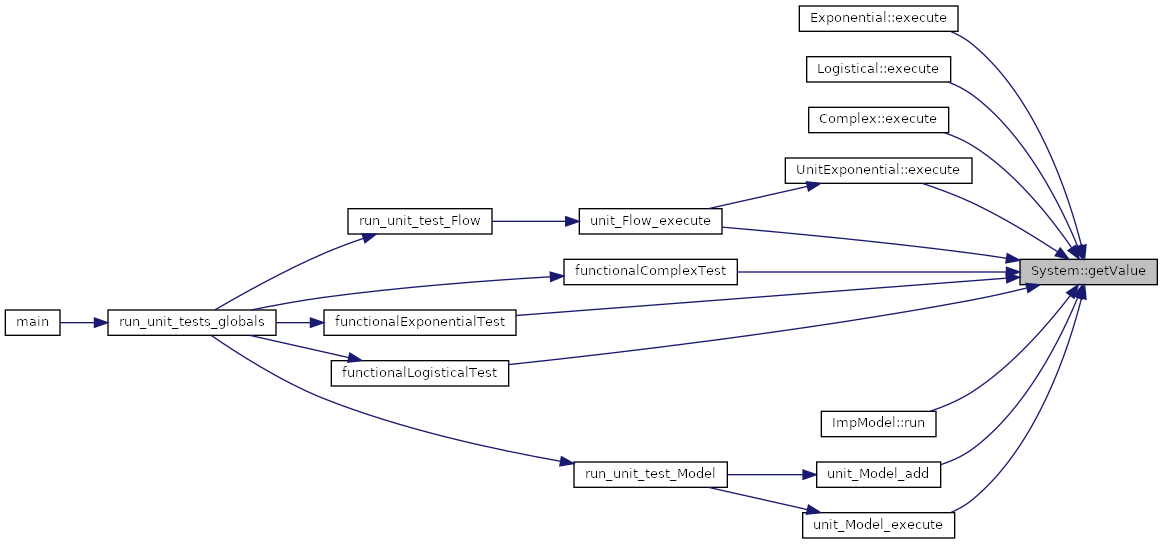 Exponential::execute
Logistical::execute
Complex::execute
UnitExponential::execute
run_unit_test_Flow
unit_Flow_execute
functionalComplexTest
System::getValue
main
run_unit_tests_globals
functionalExponentialTest
functionalLogisticalTest
ImpModel::run
run_unit_test_Model
unit_Model_add
unit_Model_execute